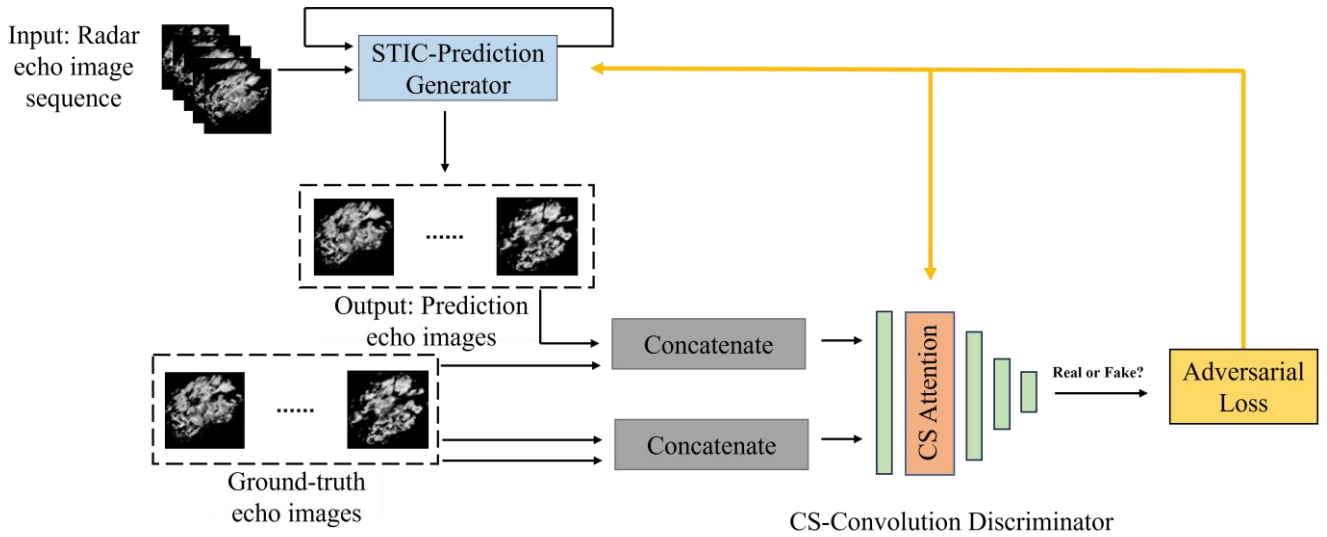 Input: Radar
echo image
sequence
STIC-Prediction
Generator
......
Output: Prediction
echo images
......
Ground-truth
echo images
Concatenate
Concatenate
CS Attention
Real or Fake?
Adversarial
Loss
CS-Convolution Discriminator